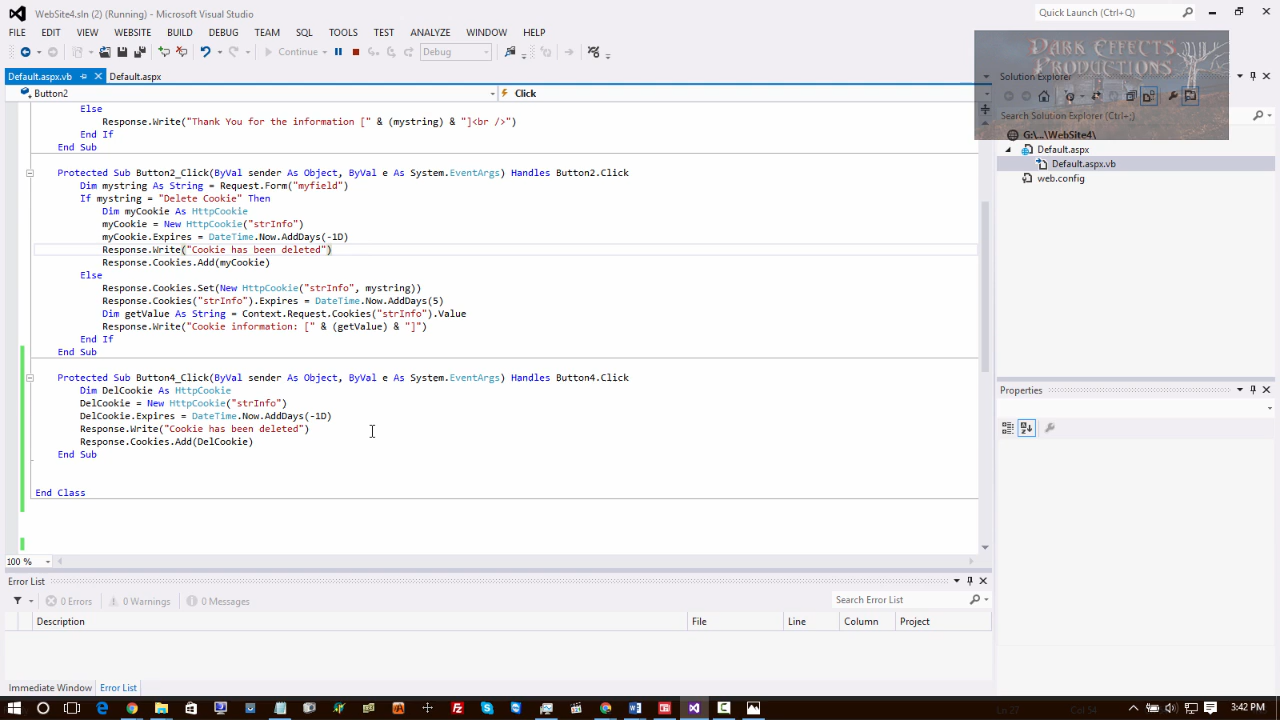 WebSite4.sln (2) (Running) - Microsoft Visual Studio
Quick Launch (Ctrl+Q)
FILE EDIT VIEW WEBSITE BUILD DEBUG TEAM SQL TOOLS TEST ANALYZE WINDOW HELP
Continue Debug
DARK EFFECTS
PRODUCTIONS
Default.aspx.vb Default.aspx
Solution Explorer
Button2 Click
Search Solution Explorer (Ctrl+;)
G:\...\WebSite4\
Default.aspx
Default.aspx.vb
web.config
Else
Response.Write("Thank You for the information [" & (mystring) & "]<br />")
End If
End Sub
Protected Sub Button2_Click(ByVal sender As Object, ByVal e As System.EventArgs) Handles Button2.Click
Dim mystring As String = Request.Form("myfield")
If mystring = "Delete Cookie" Then
Dim myCookie As HttpCookie
myCookie = New HttpCookie("strInfo")
myCookie.Expires = DateTime.Now.AddDays(-1D)
Response.Write("Cookie has been deleted")
Response.Cookies.Add(myCookie)
Else
Response.Cookies.Set(New HttpCookie("strInfo", mystring))
Response.Cookies("strInfo").Expires = DateTime.Now.AddDays(5)
Dim getValue As String = Context.Request.Cookies("strInfo").Value
Response.Write("Cookie information: [" & (getValue) & "]")
End If
End Sub
Protected Sub Button4_Click(ByVal sender As Object, ByVal e As System.EventArgs) Handles Button4.Click
Dim DelCookie As HttpCookie
DelCookie = New HttpCookie("strInfo")
DelCookie.Expires = DateTime.Now.AddDays(-1D)
Response.Write("Cookie has been deleted")
Response.Cookies.Add(DelCookie)
End Sub
End Class
Properties
100 %
Error List
0 Errors 0 Warnings 0 Messages
Search Error List
Description File Line Column Project
Immediate Window Error List
Ln 27 Col 54
3:42 PM